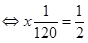 ⇔ x 1/120 = 1/2